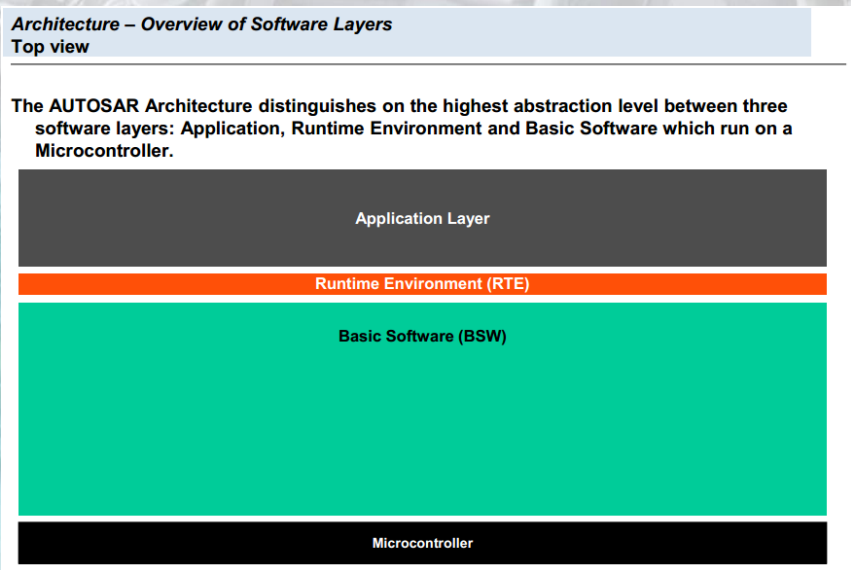 Architecture – Overview of Software Layers
Top view
The AUTOSAR Architecture distinguishes on the highest abstraction level between three
software layers: Application, Runtime Environment and Basic Software which run on a
Microcontroller.
Application Layer
Runtime Environment (RTE)
Basic Software (BSW)
Microcontroller